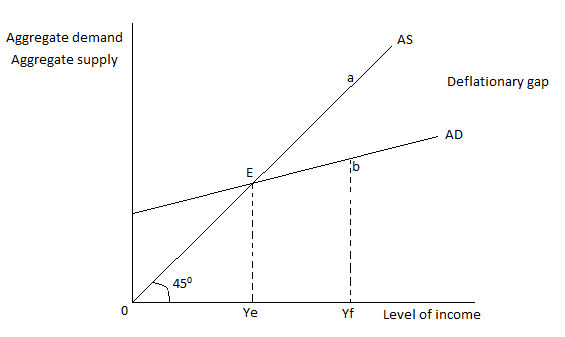 Aggregate demand
Aggregate supply
AS
a
Deflationary gap
AD
b
E
45⁰
0
Ye
Yf
Level of income